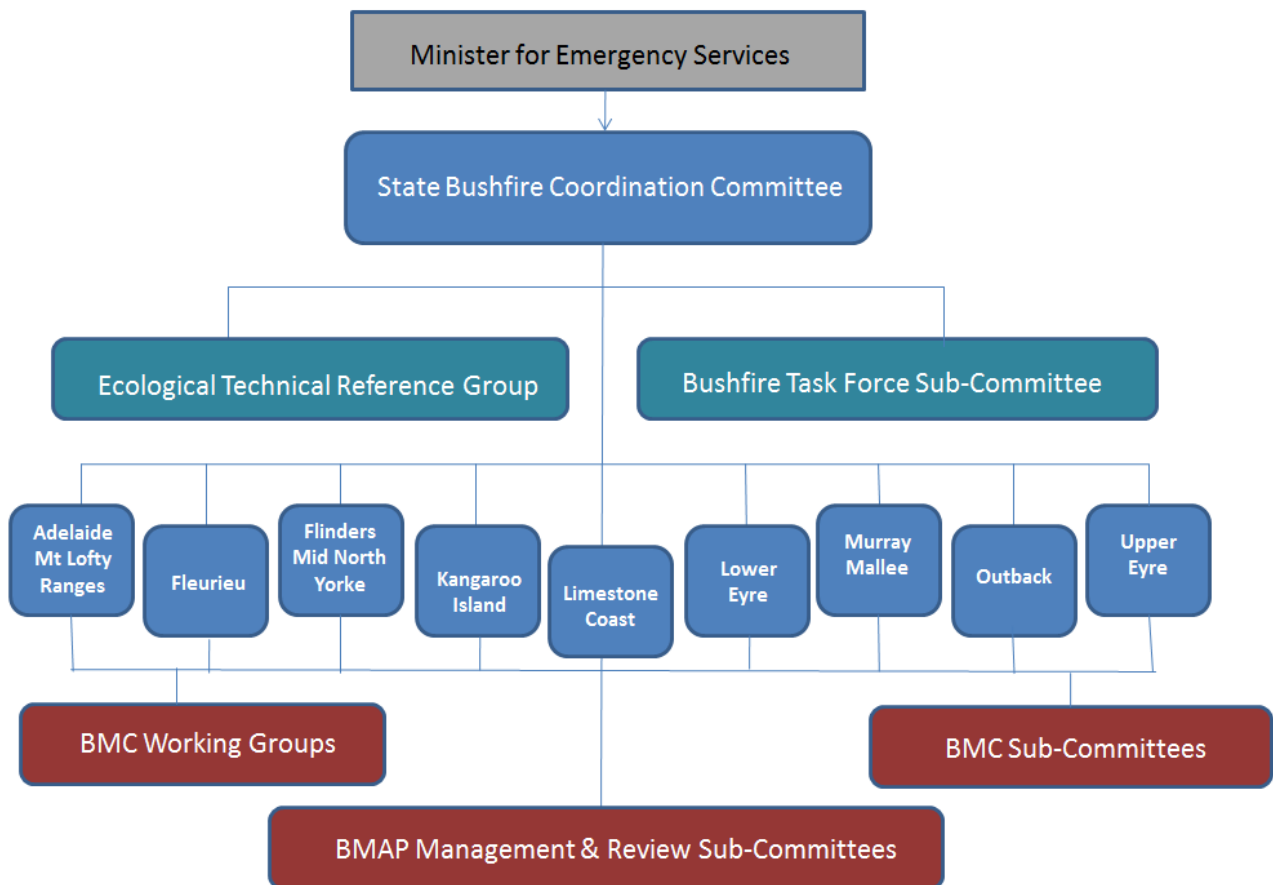 Minister for Emergency Services
State Bushfire Coordination Committee
Ecological Technical Reference Group
Bushfire Task Force Sub-Committee
Adelaide
Mt Lofty
Ranges
Fleurieu
Flinders
Mid North
Yorke
Kangaroo
Island
Limestone
Coast
Lower
Eyre
Murray
Mallee
Outback
Upper
Eyre
BMC Working Groups
BMC Sub-Committees
BMAP Management & Review Sub-Committees